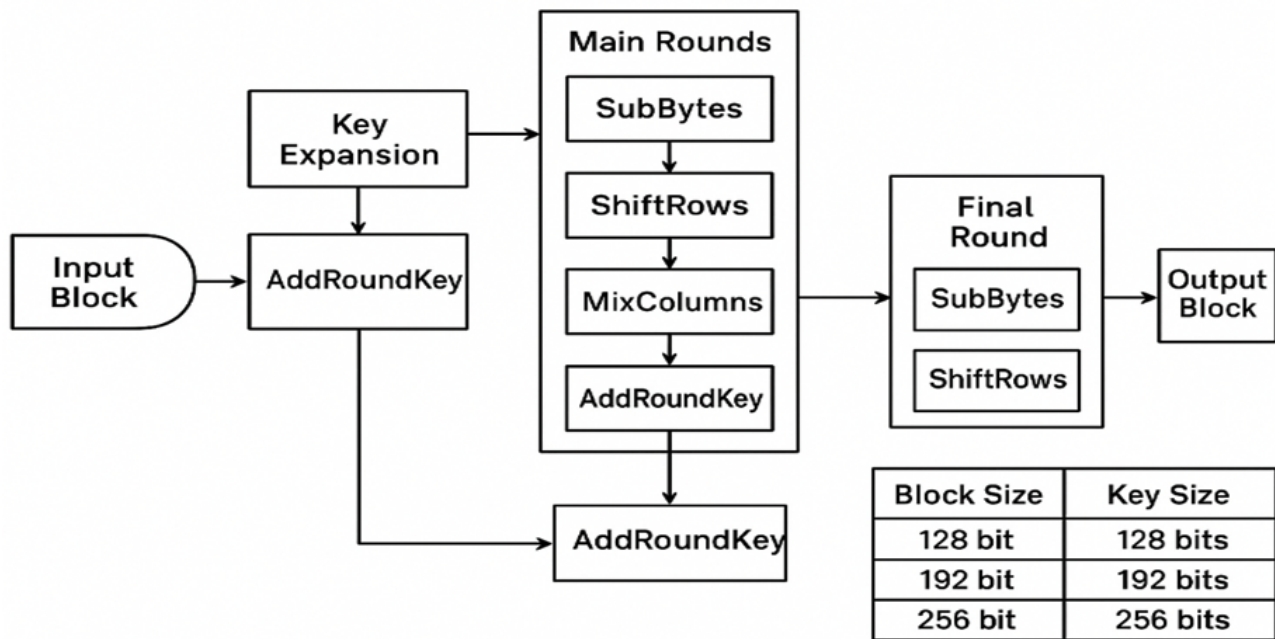 Input
Block
Key
Expansion
AddRoundKey
Main Rounds
SubBytes
ShiftRows
MixColumns
AddRoundKey
AddRoundKey
Final
Round
SubBytes
ShiftRows
Output
Block
Block Size Key Size
128 bit 128 bits
192 bit 192 bits
256 bit 256 bits